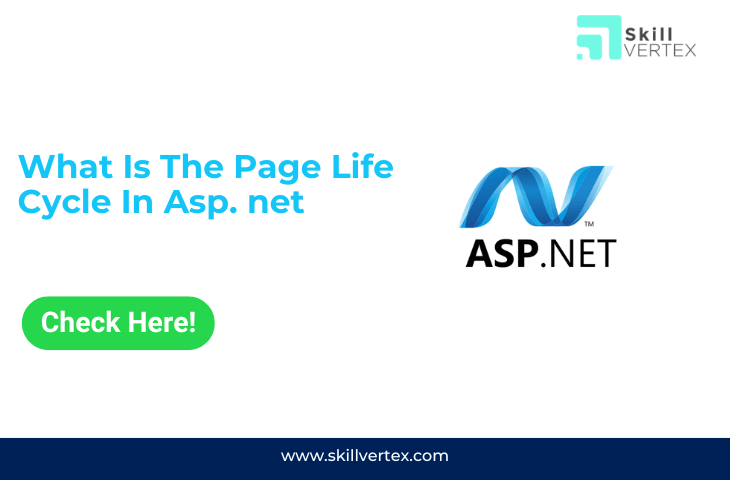 Skill
VERTEX
What Is The Page Life
Cycle In Asp. net
™
ASP.NET
Check Here!
www.skillvertex.com